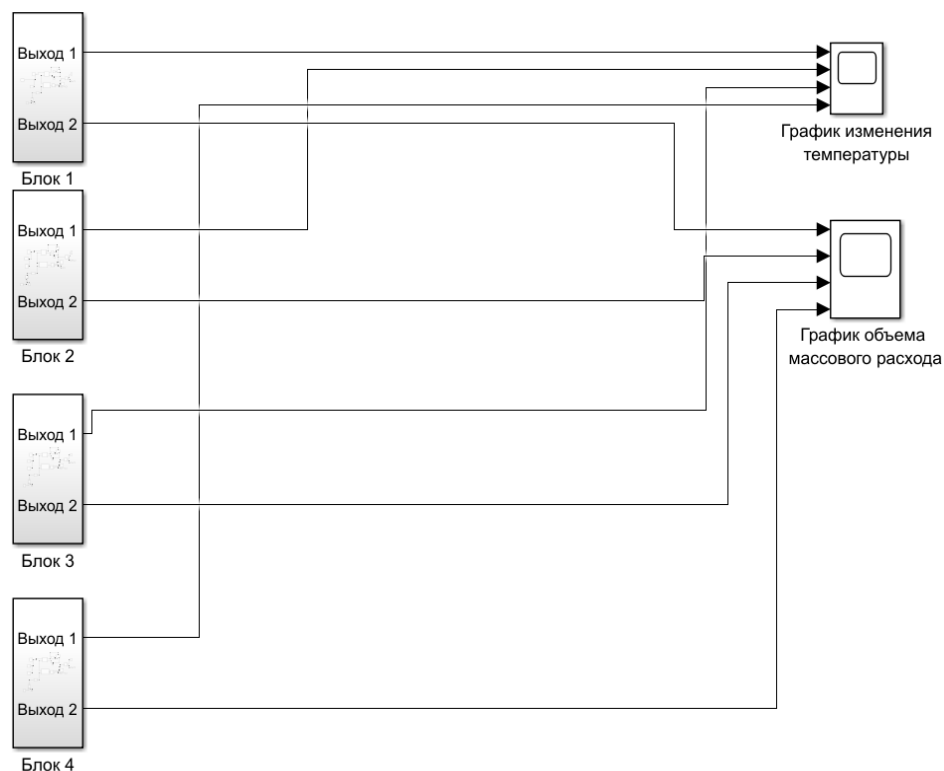 Выход 1
Выход 2
Блок 1
Выход 1
Выход 2
Блок 2
Выход 1
Выход 2
Блок 3
Выход 1
Выход 2
Блок 4
График изменения
температуры
График объема
массового расхода